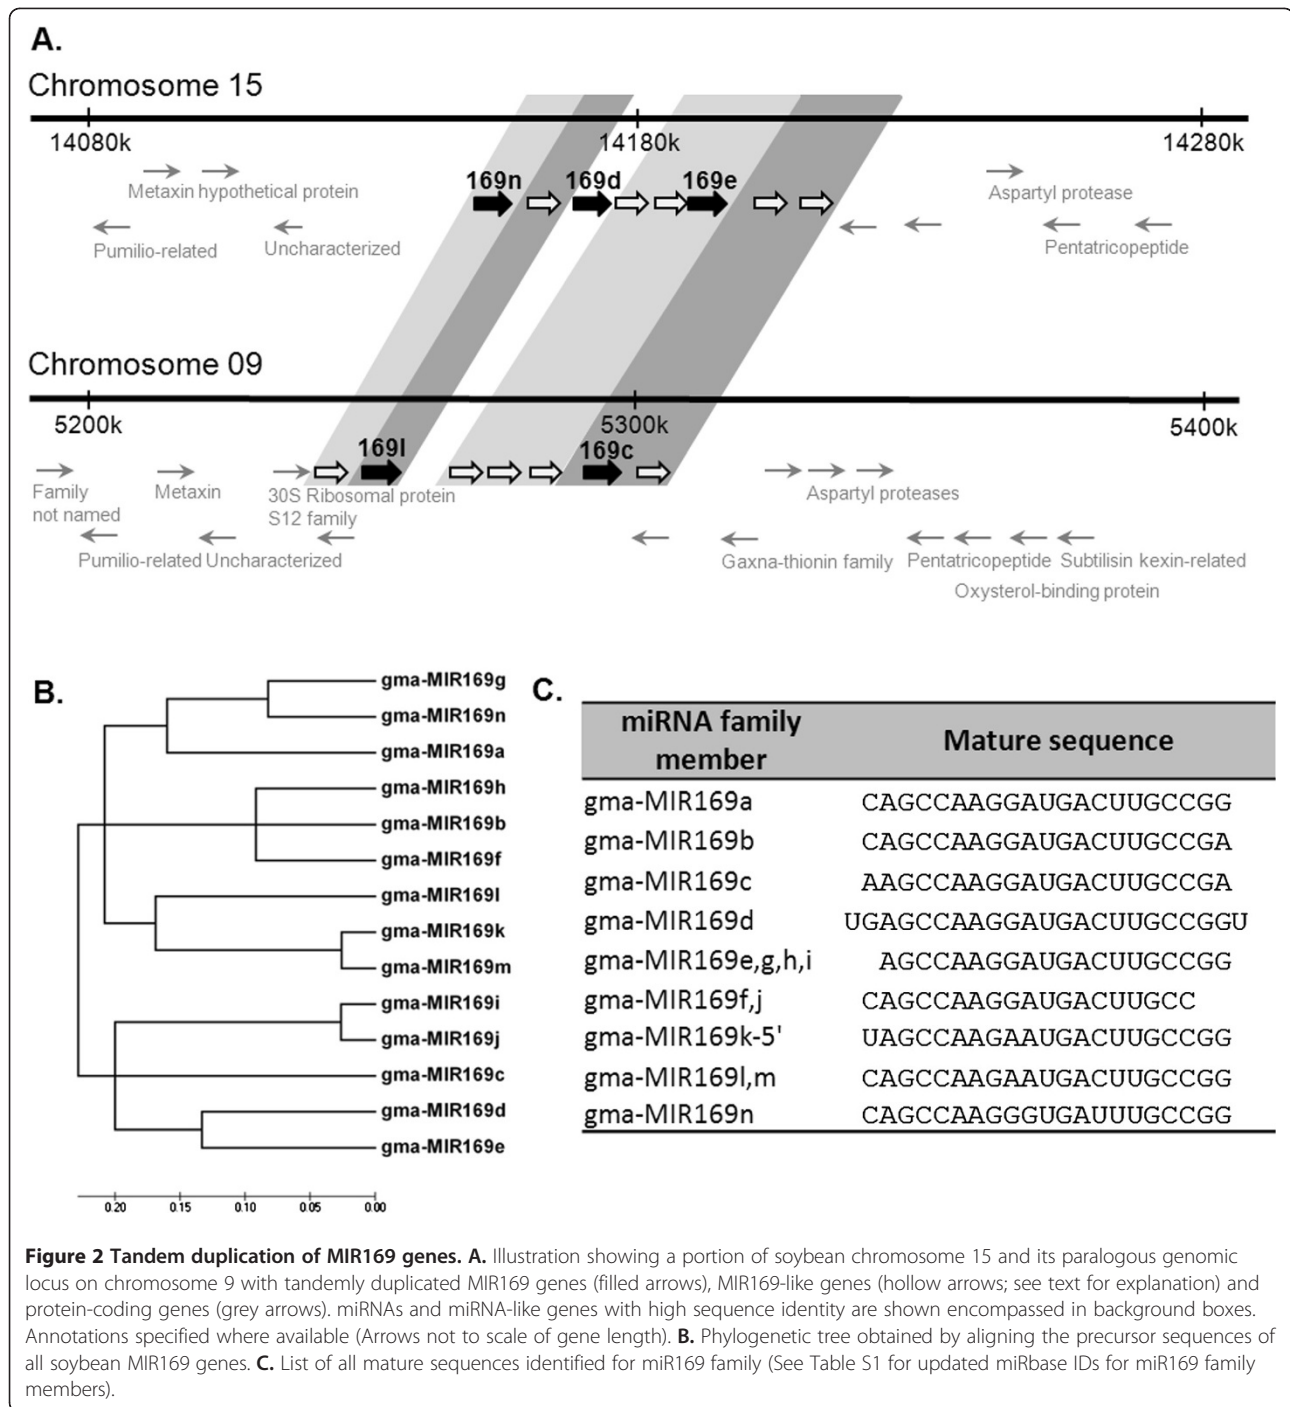 A.
Chromosome 15
14080k 14180k 14280k
169n 169d 169e
Metaxin hypothetical protein
Aspartyl protease
Pumilio-related
Uncharacterized
Pentatricopeptide
Chromosome 09
5200k 5300k 5400k
169l 169c
Family
not named
Metaxin
30S Ribosomal protein
S12 family
Aspartyl proteases
Pumilio-related Uncharacterized
Gaxna-thionin family
Pentatricopeptide
Subtilisin kexin-related
Oxysterol-binding protein
B.
gma-MIR169g
gma-MIR169n
gma-MIR169a
gma-MIR169h
gma-MIR169b
gma-MIR169f
gma-MIR169l
gma-MIR169k
gma-MIR169m
gma-MIR169i
gma-MIR169j
gma-MIR169c
gma-MIR169d
gma-MIR169e
0.20 0.15 0.10 0.05 0.00
C.
miRNA family
member
Mature sequence
gma-MIR169a CAGCCAAGGAUGACUUGCCGG
gma-MIR169b CAGCCAAGGAUGACUUGCCGA
gma-MIR169c AAGCCAAGGAUGACUUGCCGA
gma-MIR169d UGAGCCAAGGAUGACUUGCCGGU
gma-MIR169e,g,h,i AGCCAAGGAUGACUUGCCGG
gma-MIR169f,j CAGCCAAGGAUGACUUGCC
gma-MIR169k-5' UAGCCAAGAAUGACUUGCCGG
gma-MIR169l,m CAGCCAAGAAUGACUUGCCGG
gma-MIR169n CAGCCAAGGGUGAUUUGCCGG
Figure 2 Tandem duplication of MIR169 genes. A. Illustration showing a portion of soybean chromosome 15 and its paralogous genomic
locus on chromosome 9 with tandemly duplicated MIR169 genes (filled arrows), MIR169-like genes (hollow arrows; see text for explanation) and
protein-coding genes (grey arrows). miRNAs and miRNA-like genes with high sequence identity are shown encompassed in background boxes.
Annotations specified where available (Arrows not to scale of gene length). B. Phylogenetic tree obtained by aligning the precursor sequences of
all soybean MIR169 genes. C. List of all mature sequences identified for miR169 family (See Table S1 for updated miRbase IDs for miR169 family
members).